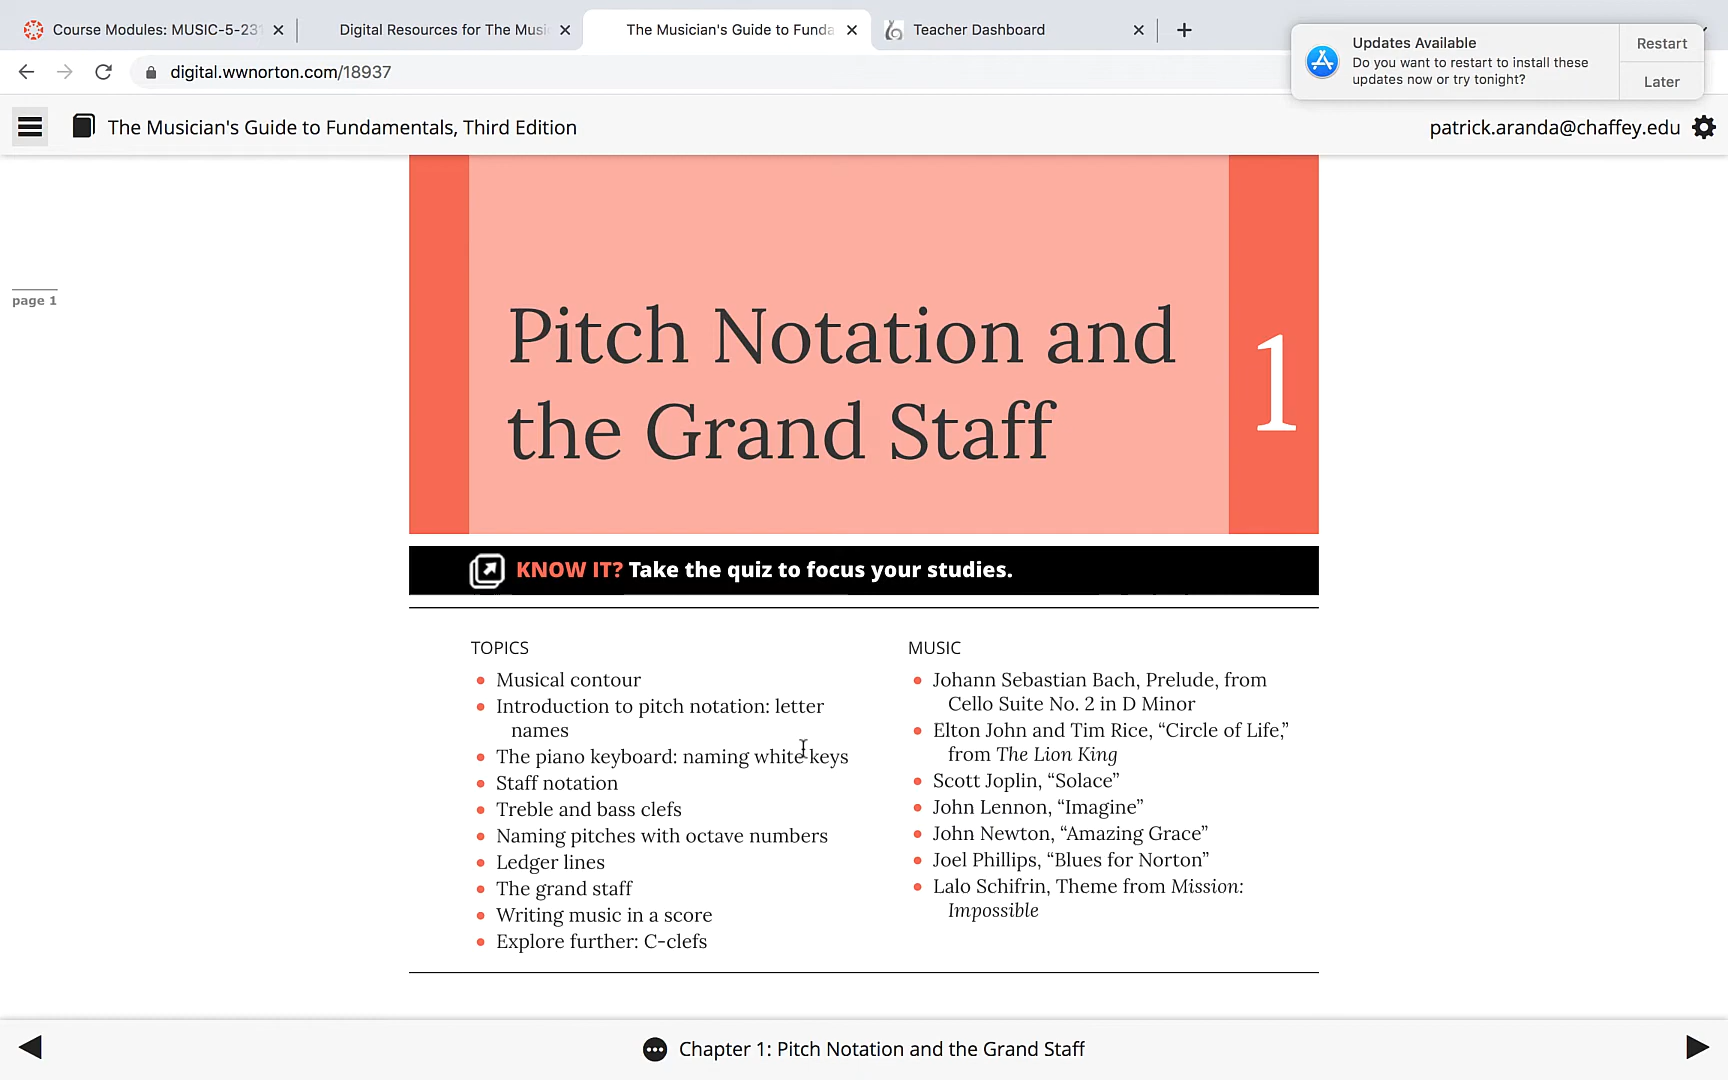 Course Modules: MUSIC-5-231
Digital Resources for The Musi
The Musician's Guide to Funda
Teacher Dashboard
Updates Available
Do you want to restart to install these
updates now or try tonight?
Restart
Later
digital.wwnorton.com/18937
The Musician's Guide to Fundamentals, Third Edition
patrick.aranda@chaffey.edu
page 1
Pitch Notation and
the Grand Staff
1
KNOW IT? Take the quiz to focus your studies.
TOPICS
Musical contour
Introduction to pitch notation: letter
names
The piano keyboard: naming white keys
Staff notation
Treble and bass clefs
Naming pitches with octave numbers
Ledger lines
The grand staff
Writing music in a score
Explore further: C-clefs
MUSIC
Johann Sebastian Bach, Prelude, from
Cello Suite No. 2 in D Minor
Elton John and Tim Rice, “Circle of Life,”
from The Lion King
Scott Joplin, “Solace”
John Lennon, “Imagine”
John Newton, “Amazing Grace”
Joel Phillips, “Blues for Norton”
Lalo Schifrin, Theme from Mission:
Impossible
Chapter 1: Pitch Notation and the Grand Staff